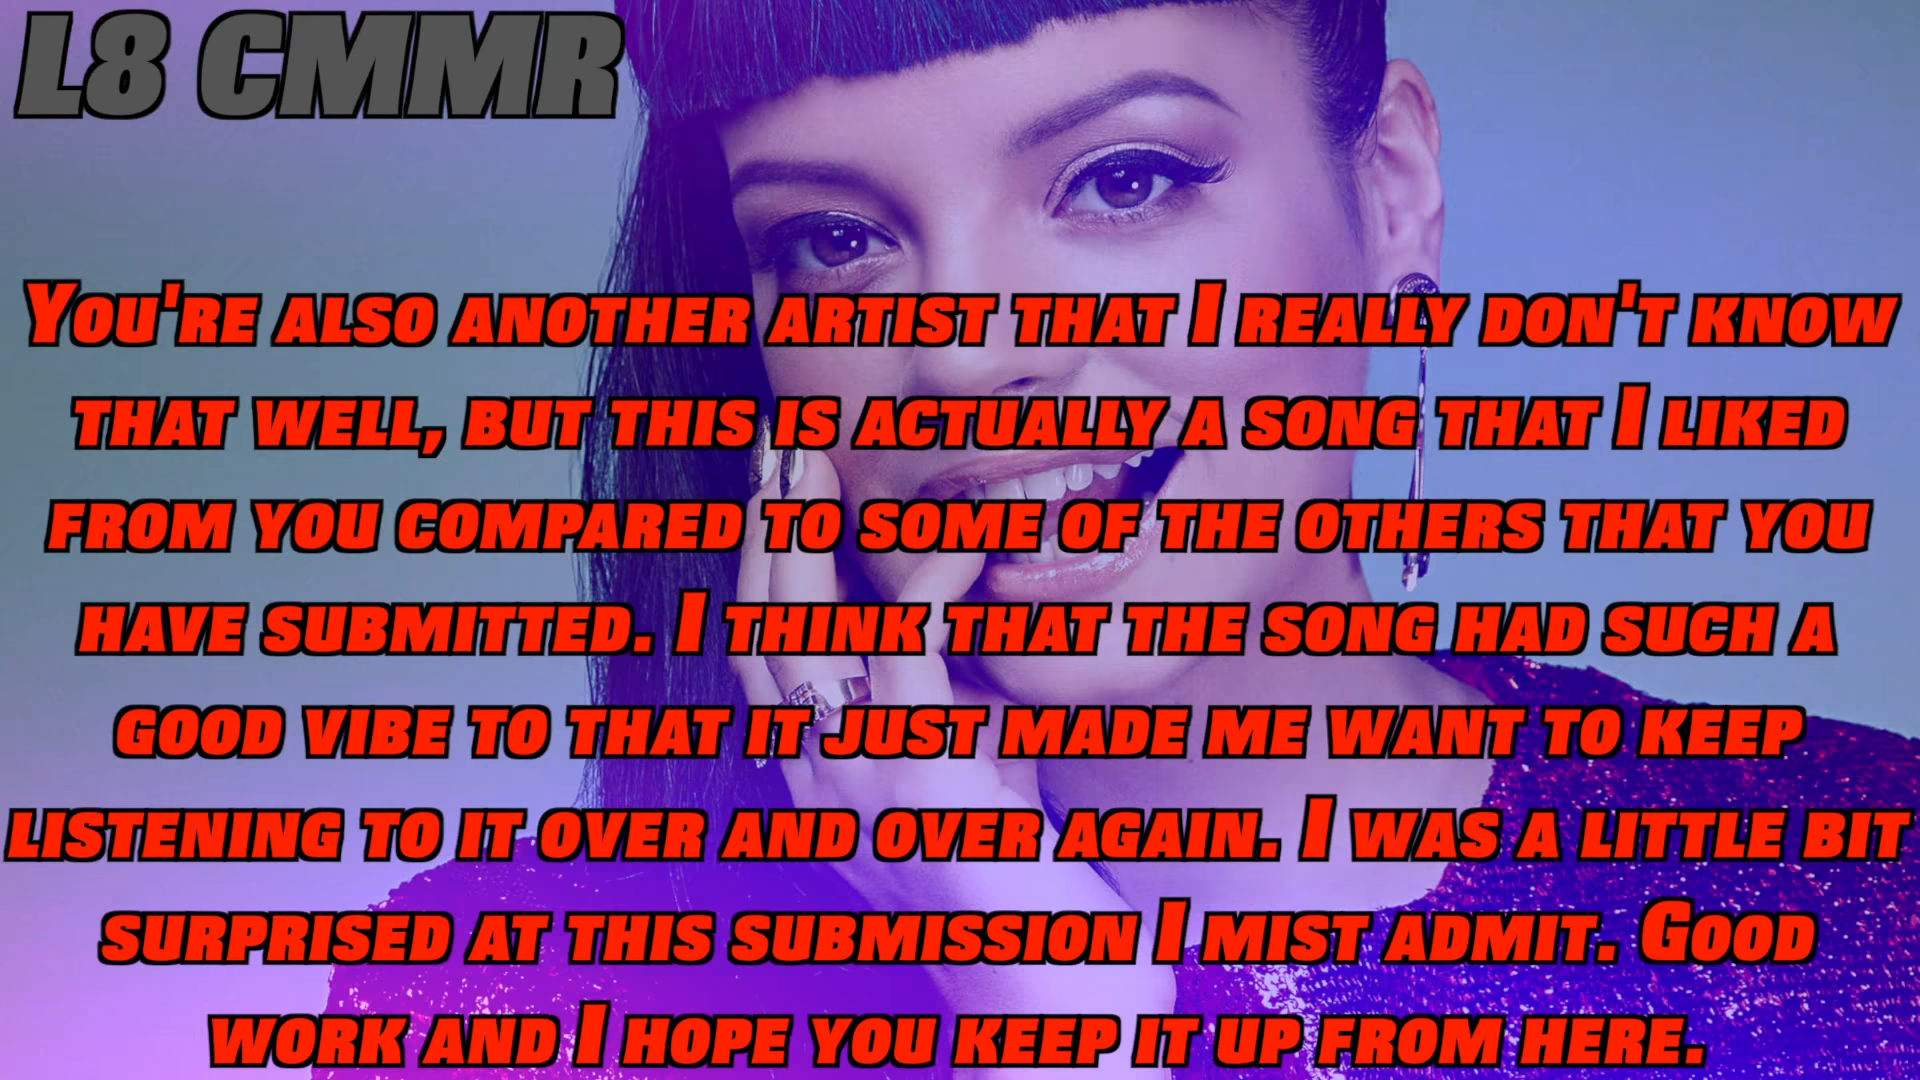 L8 CMMR
You're also another artist that I really don't know
that well, but this is actually a song that I liked
from you compared to some of the others that you
have submitted. I think that the song had such a
good vibe to that it just made me want to keep
listening to it over and over again. I was a little bit
surprised at this submission I mist admit. Good
work and I hope you keep it up from here.